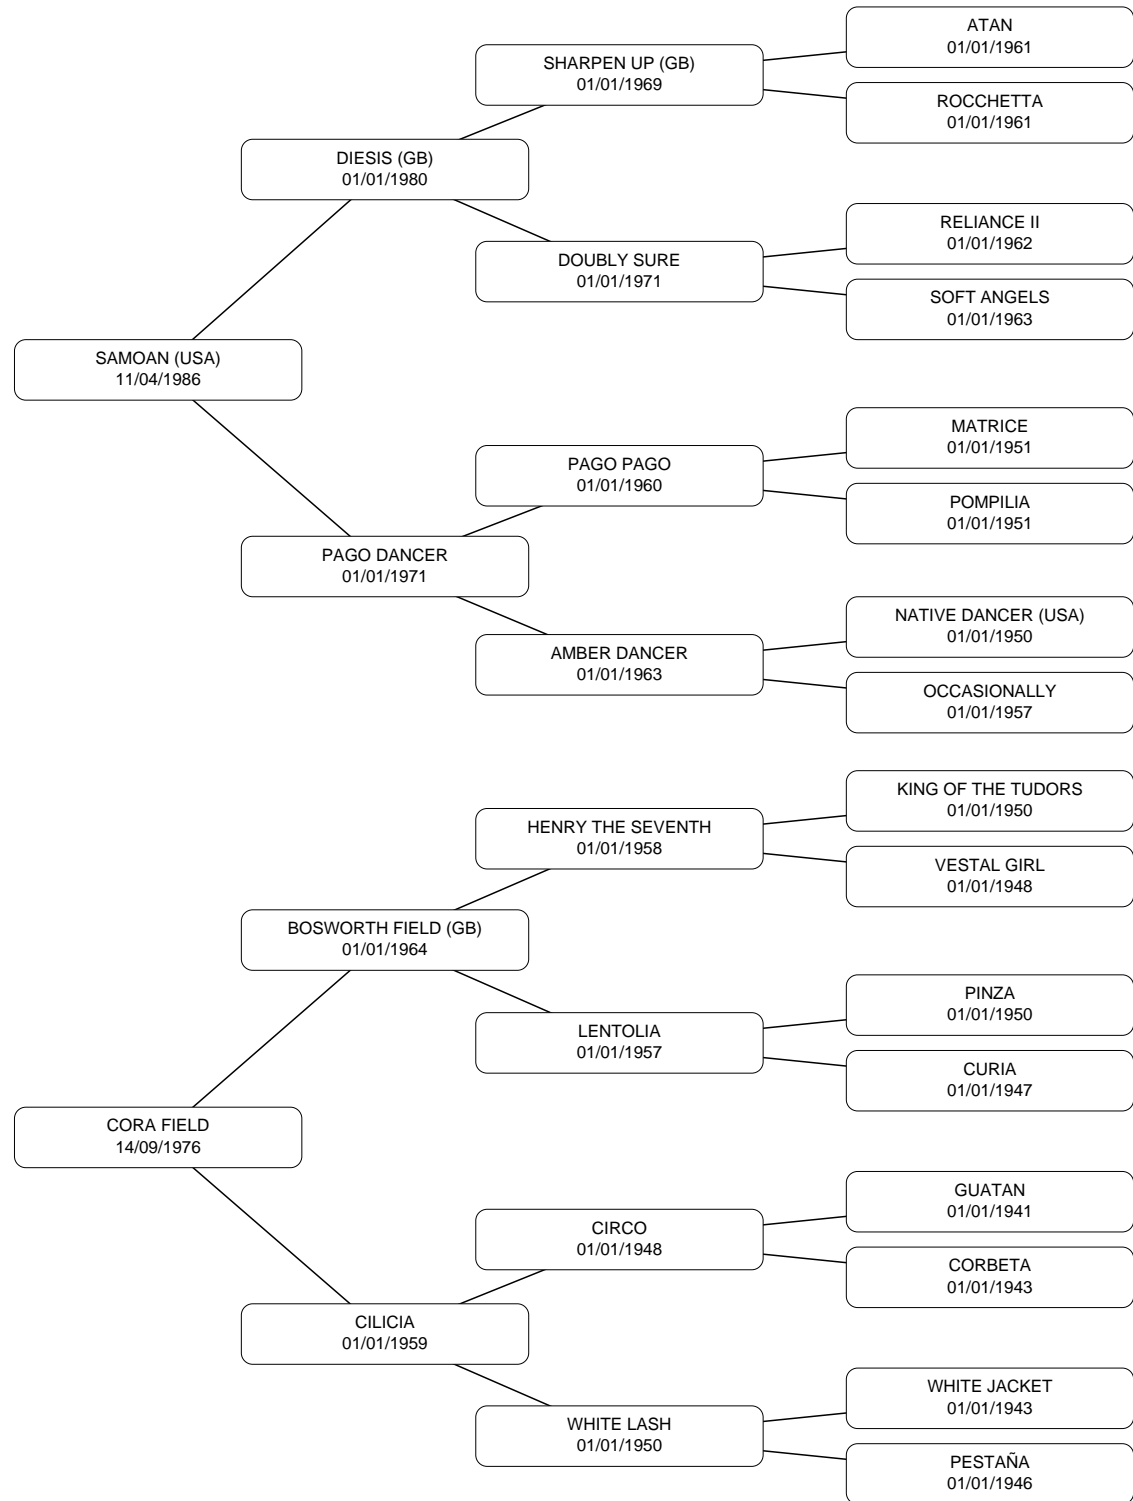 ATAN
01/01/1961
SHARPEN UP (GB)
01/01/1969
ROCCHETTA
01/01/1961
DIESIS (GB)
01/01/1980
RELIANCE II
01/01/1962
DOUBLY SURE
01/01/1971
SOFT ANGELS
01/01/1963
SAMOAN (USA)
11/04/1986
MATRICE
01/01/1951
PAGO PAGO
01/01/1960
POMPILIA
01/01/1951
PAGO DANCER
01/01/1971
NATIVE DANCER (USA)
01/01/1950
AMBER DANCER
01/01/1963
OCCASIONALLY
01/01/1957
KING OF THE TUDORS
01/01/1950
HENRY THE SEVENTH
01/01/1958
VESTAL GIRL
01/01/1948
BOSWORTH FIELD (GB)
01/01/1964
PINZA
01/01/1950
LENTOLIA
01/01/1957
CURIA
01/01/1947
CORA FIELD
14/09/1976
GUATAN
01/01/1941
CIRCO
01/01/1948
CORBETA
01/01/1943
CILICIA
01/01/1959
WHITE JACKET
01/01/1943
WHITE LASH
01/01/1950
PESTAÑA
01/01/1946